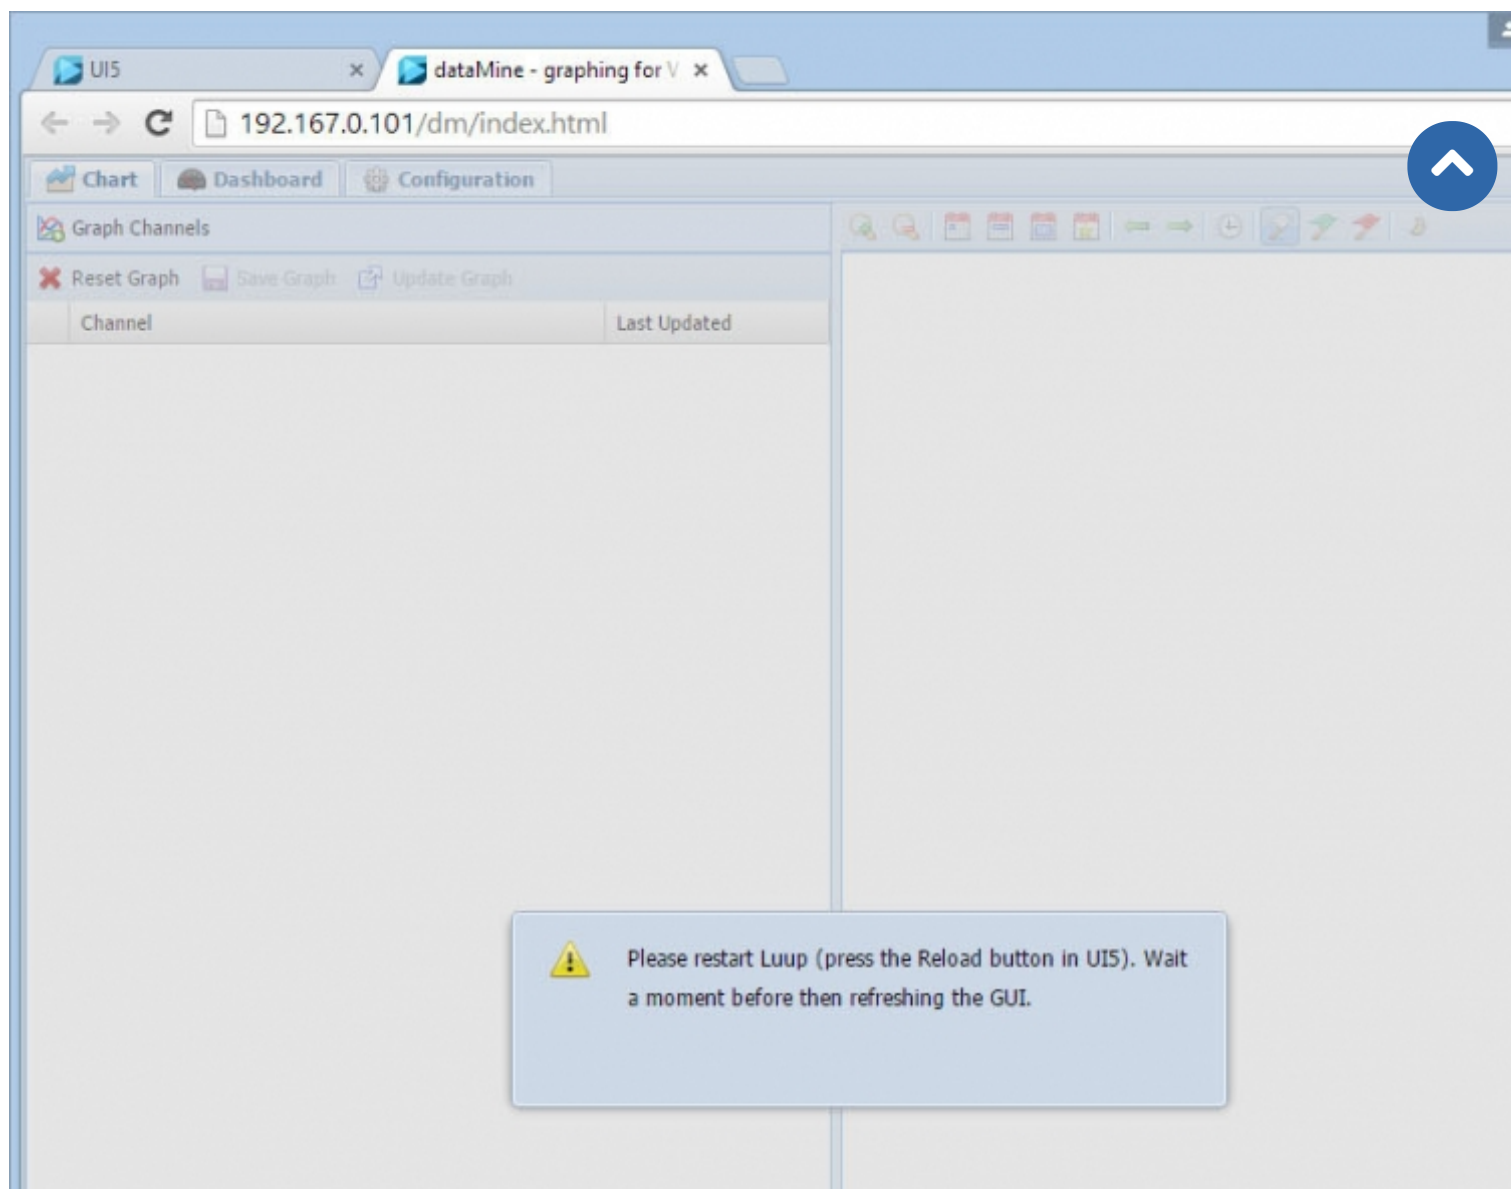 UI5
dataMine - graphing for V
192.167.0.101/dm/index.html
Chart
Dashboard
Configuration
Graph Channels
Reset Graph
Save Graph
Update Graph
Channel
Last Updated
Please restart Luup (press the Reload button in UI5). Wait
a moment before then refreshing the GUI.